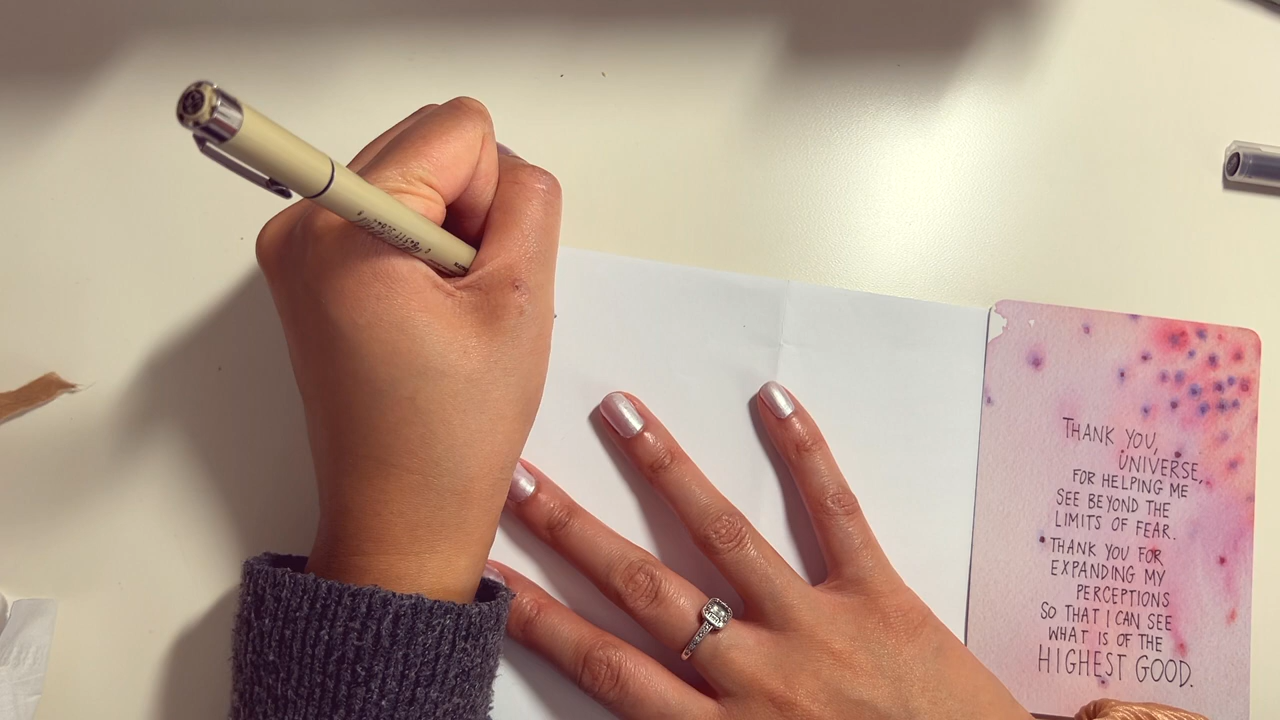 THANK YOU,
UNIVERSE,
FOR HELPING ME
SEE BEYOND THE
LIMITS OF FEAR.
THANK YOU FOR
EXPANDING MY
PERCEPTIONS
SO THAT I CAN SEE
WHAT IS OF THE
HIGHEST GOOD.